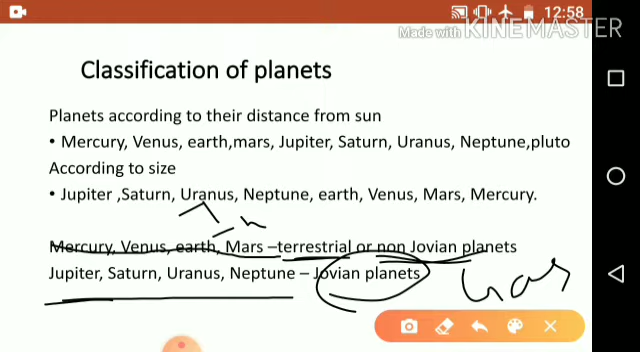 12:58
Made with KINEMASTER
Classification of planets
Planets according to their distance from sun
• Mercury, Venus, earth,mars, Jupiter, Saturn, Uranus, Neptune,pluto
According to size
• Jupiter ,Saturn, Uranus, Neptune, earth, Venus, Mars, Mercury.
Mercury, Venus, earth, Mars –terrestrial or non Jovian planets
Jupiter, Saturn, Uranus, Neptune – Jovian planets